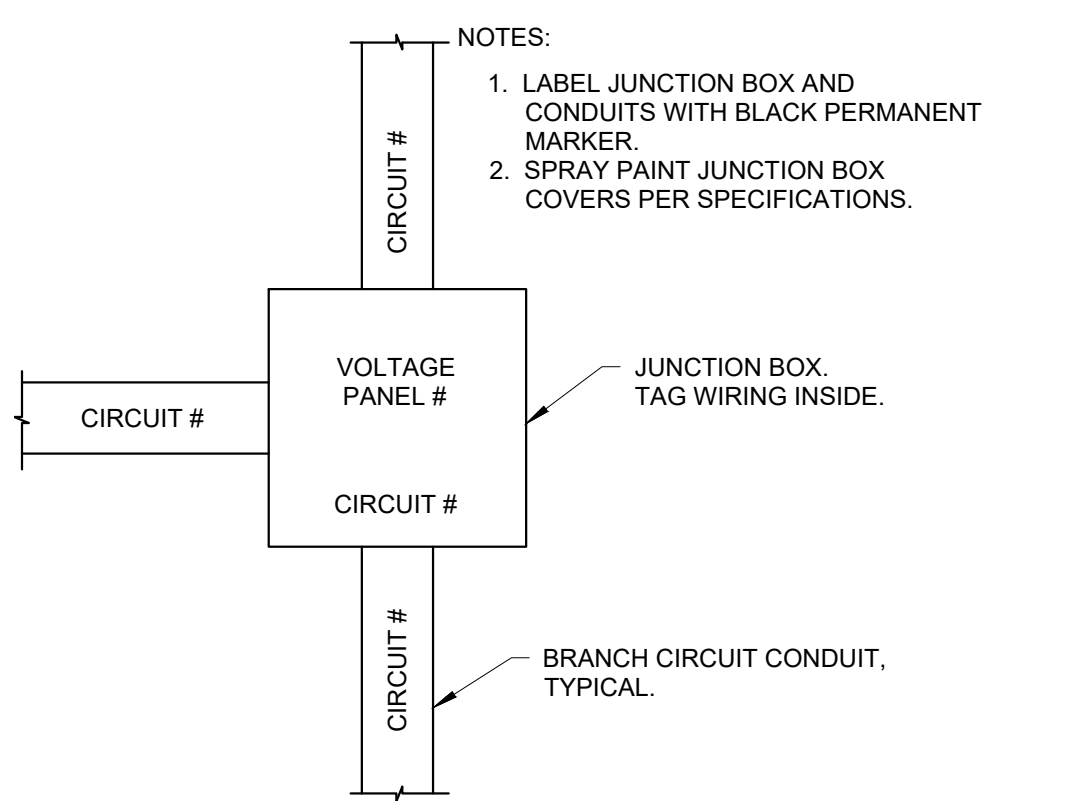 NOTES:
1. LABEL JUNCTION BOX AND
CONDUITS WITH BLACK PERMANENT
MARKER.
2. SPRAY PAINT JUNCTION BOX
COVERS PER SPECIFICATIONS.
CIRCUIT #
VOLTAGE
PANEL #
CIRCUIT #
CIRCUIT #
JUNCTION BOX.
TAG WIRING INSIDE.
CIRCUIT #
BRANCH CIRCUIT CONDUIT,
TYPICAL.